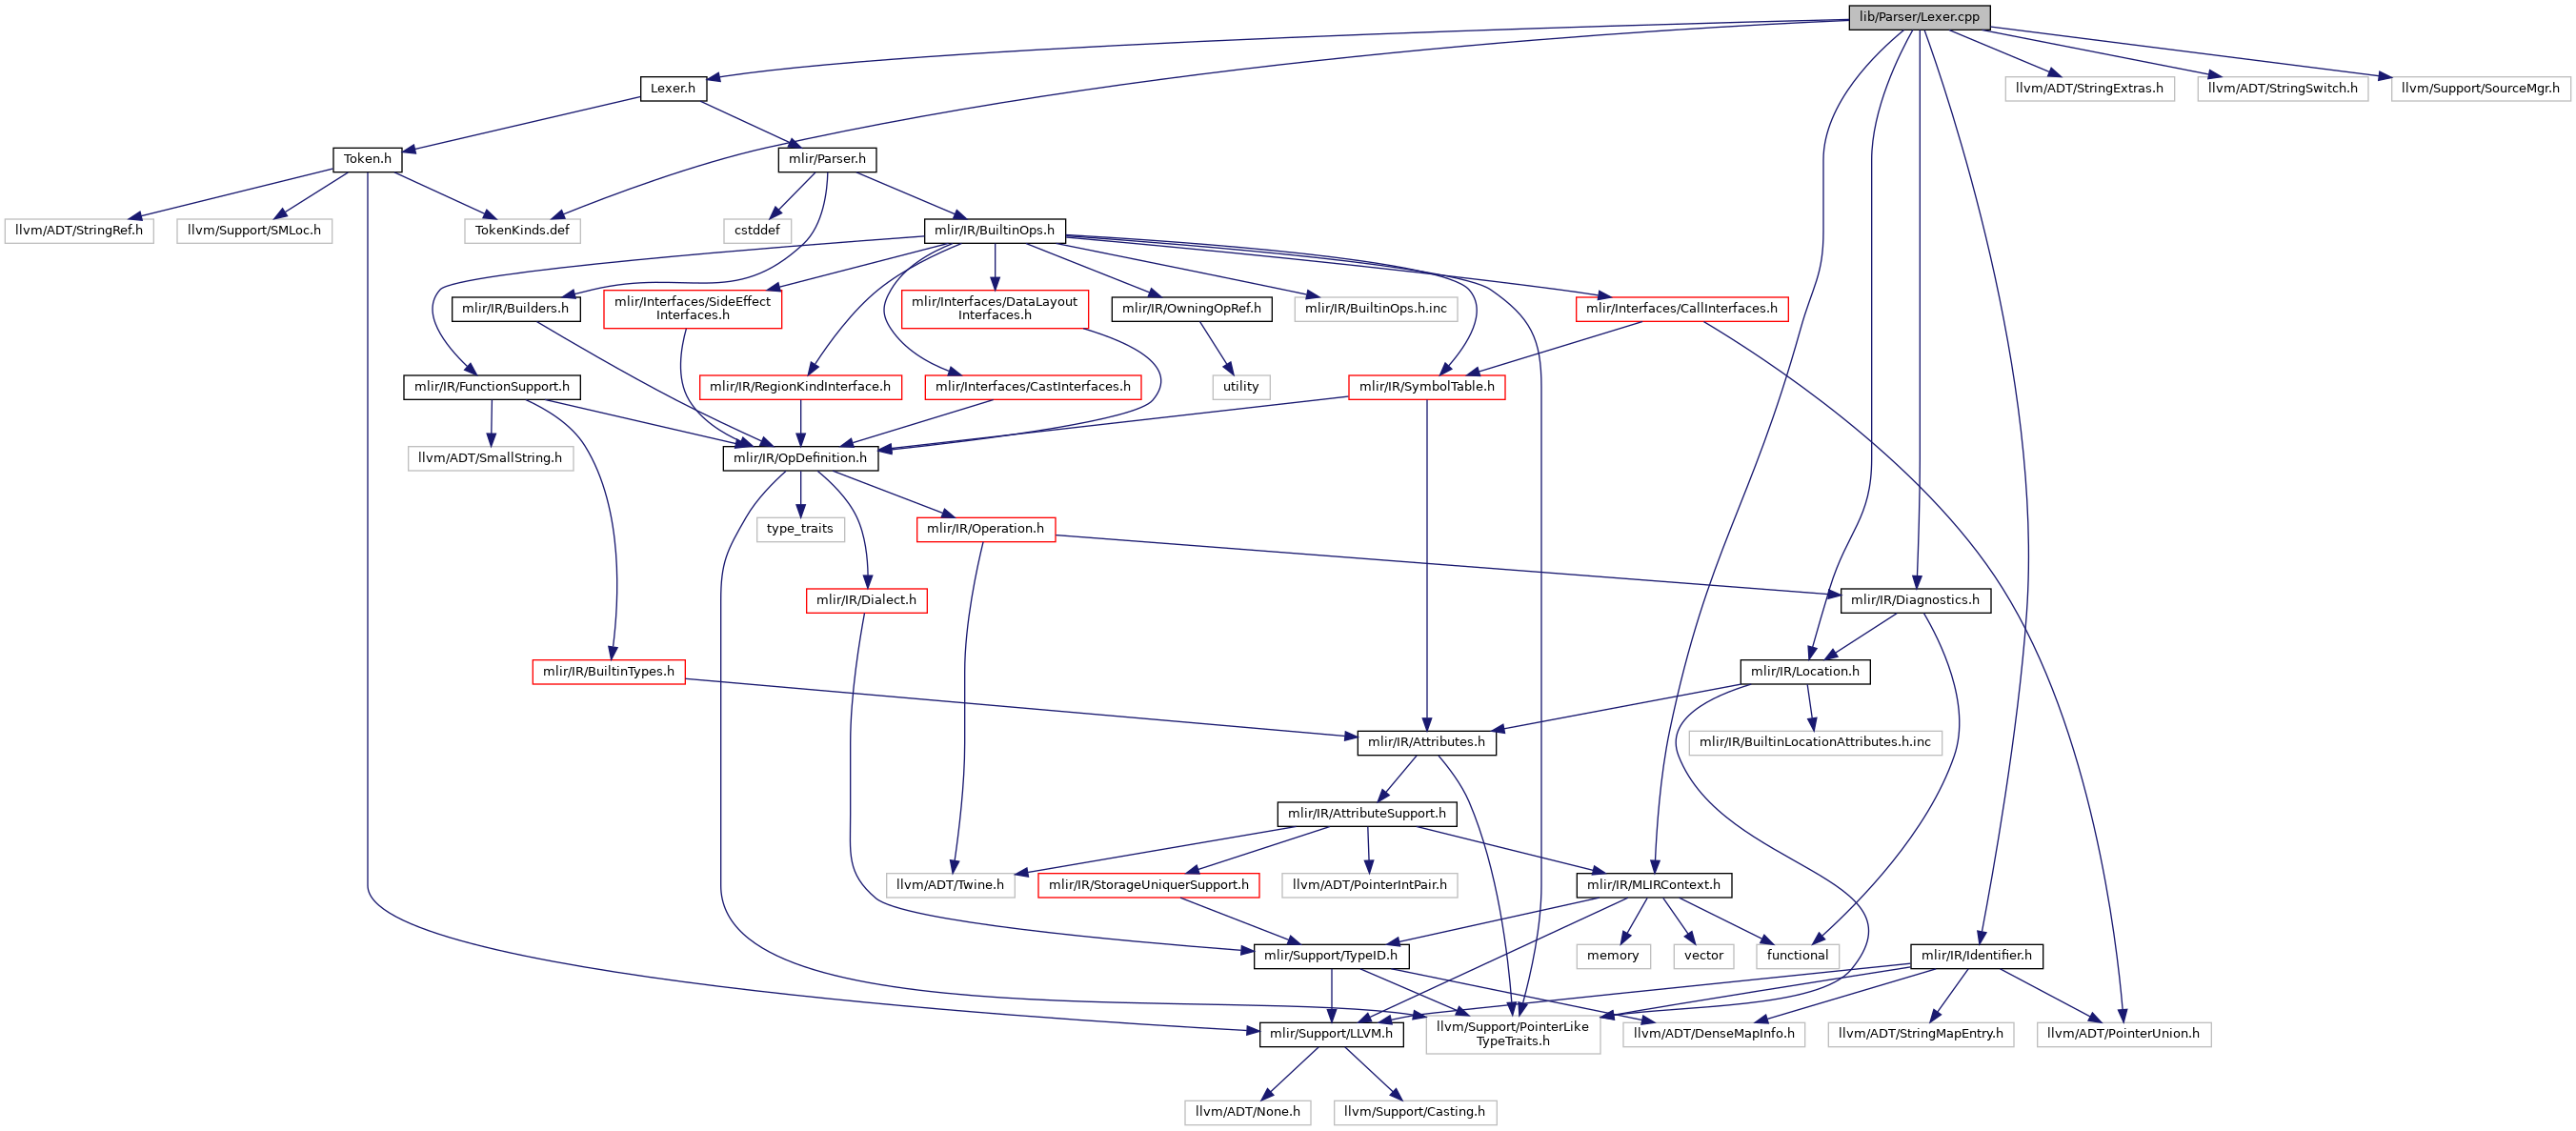 lib/Parser/Lexer.cpp
Lexer.h
llvm/ADT/StringExtras.h
llvm/ADT/StringSwitch.h
llvm/Support/SourceMgr.h
Token.h
mlir/Parser.h
llvm/ADT/StringRef.h
llvm/Support/SMLoc.h
TokenKinds.def
cstddef
mlir/IR/BuiltinOps.h
mlir/IR/Builders.h
mlir/Interfaces/SideEffect
Interfaces.h
mlir/Interfaces/DataLayout
Interfaces.h
mlir/IR/OwningOpRef.h
mlir/IR/BuiltinOps.h.inc
mlir/Interfaces/CallInterfaces.h
mlir/IR/FunctionSupport.h
mlir/IR/RegionKindInterface.h
mlir/Interfaces/CastInterfaces.h
utility
mlir/IR/SymbolTable.h
llvm/ADT/SmallString.h
mlir/IR/OpDefinition.h
type_traits
mlir/IR/Operation.h
mlir/IR/Dialect.h
mlir/IR/Diagnostics.h
mlir/IR/BuiltinTypes.h
mlir/IR/Location.h
mlir/IR/Attributes.h
mlir/IR/BuiltinLocationAttributes.h.inc
mlir/IR/AttributeSupport.h
llvm/ADT/Twine.h
mlir/IR/StorageUniquerSupport.h
llvm/ADT/PointerIntPair.h
mlir/IR/MLIRContext.h
mlir/Support/TypeID.h
memory
vector
functional
mlir/IR/Identifier.h
mlir/Support/LLVM.h
llvm/Support/PointerLike
TypeTraits.h
llvm/ADT/DenseMapInfo.h
llvm/ADT/StringMapEntry.h
llvm/ADT/PointerUnion.h
llvm/ADT/None.h
llvm/Support/Casting.h